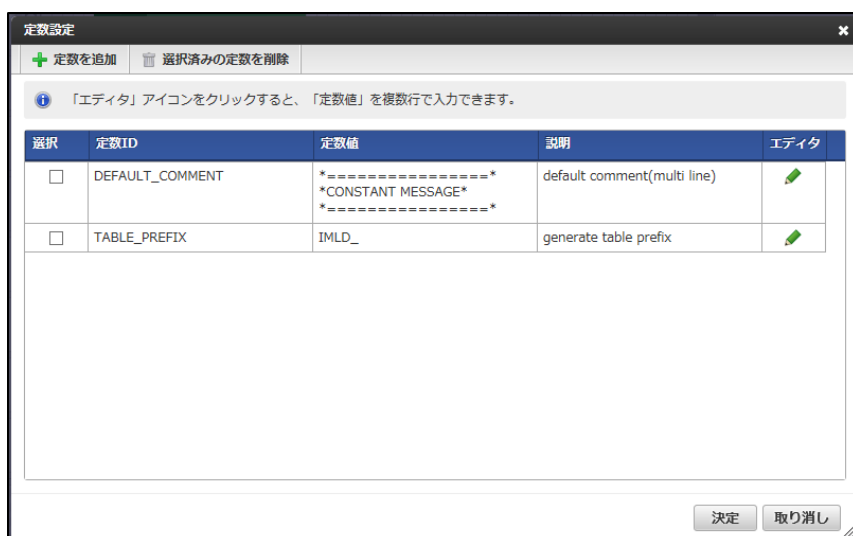 定数設定
定数を追加 選択済みの定数を削除
「エディタ」アイコンをクリックすると、「定数値」を複数行で入力できます。
選択 定数ID 定数値 説明 エディタ
DEFAULT_COMMENT *================* default comment(multi line)
*CONSTANT MESSAGE*
*================*
TABLE_PREFIX IMLD_ generate table prefix
決定 取り消し